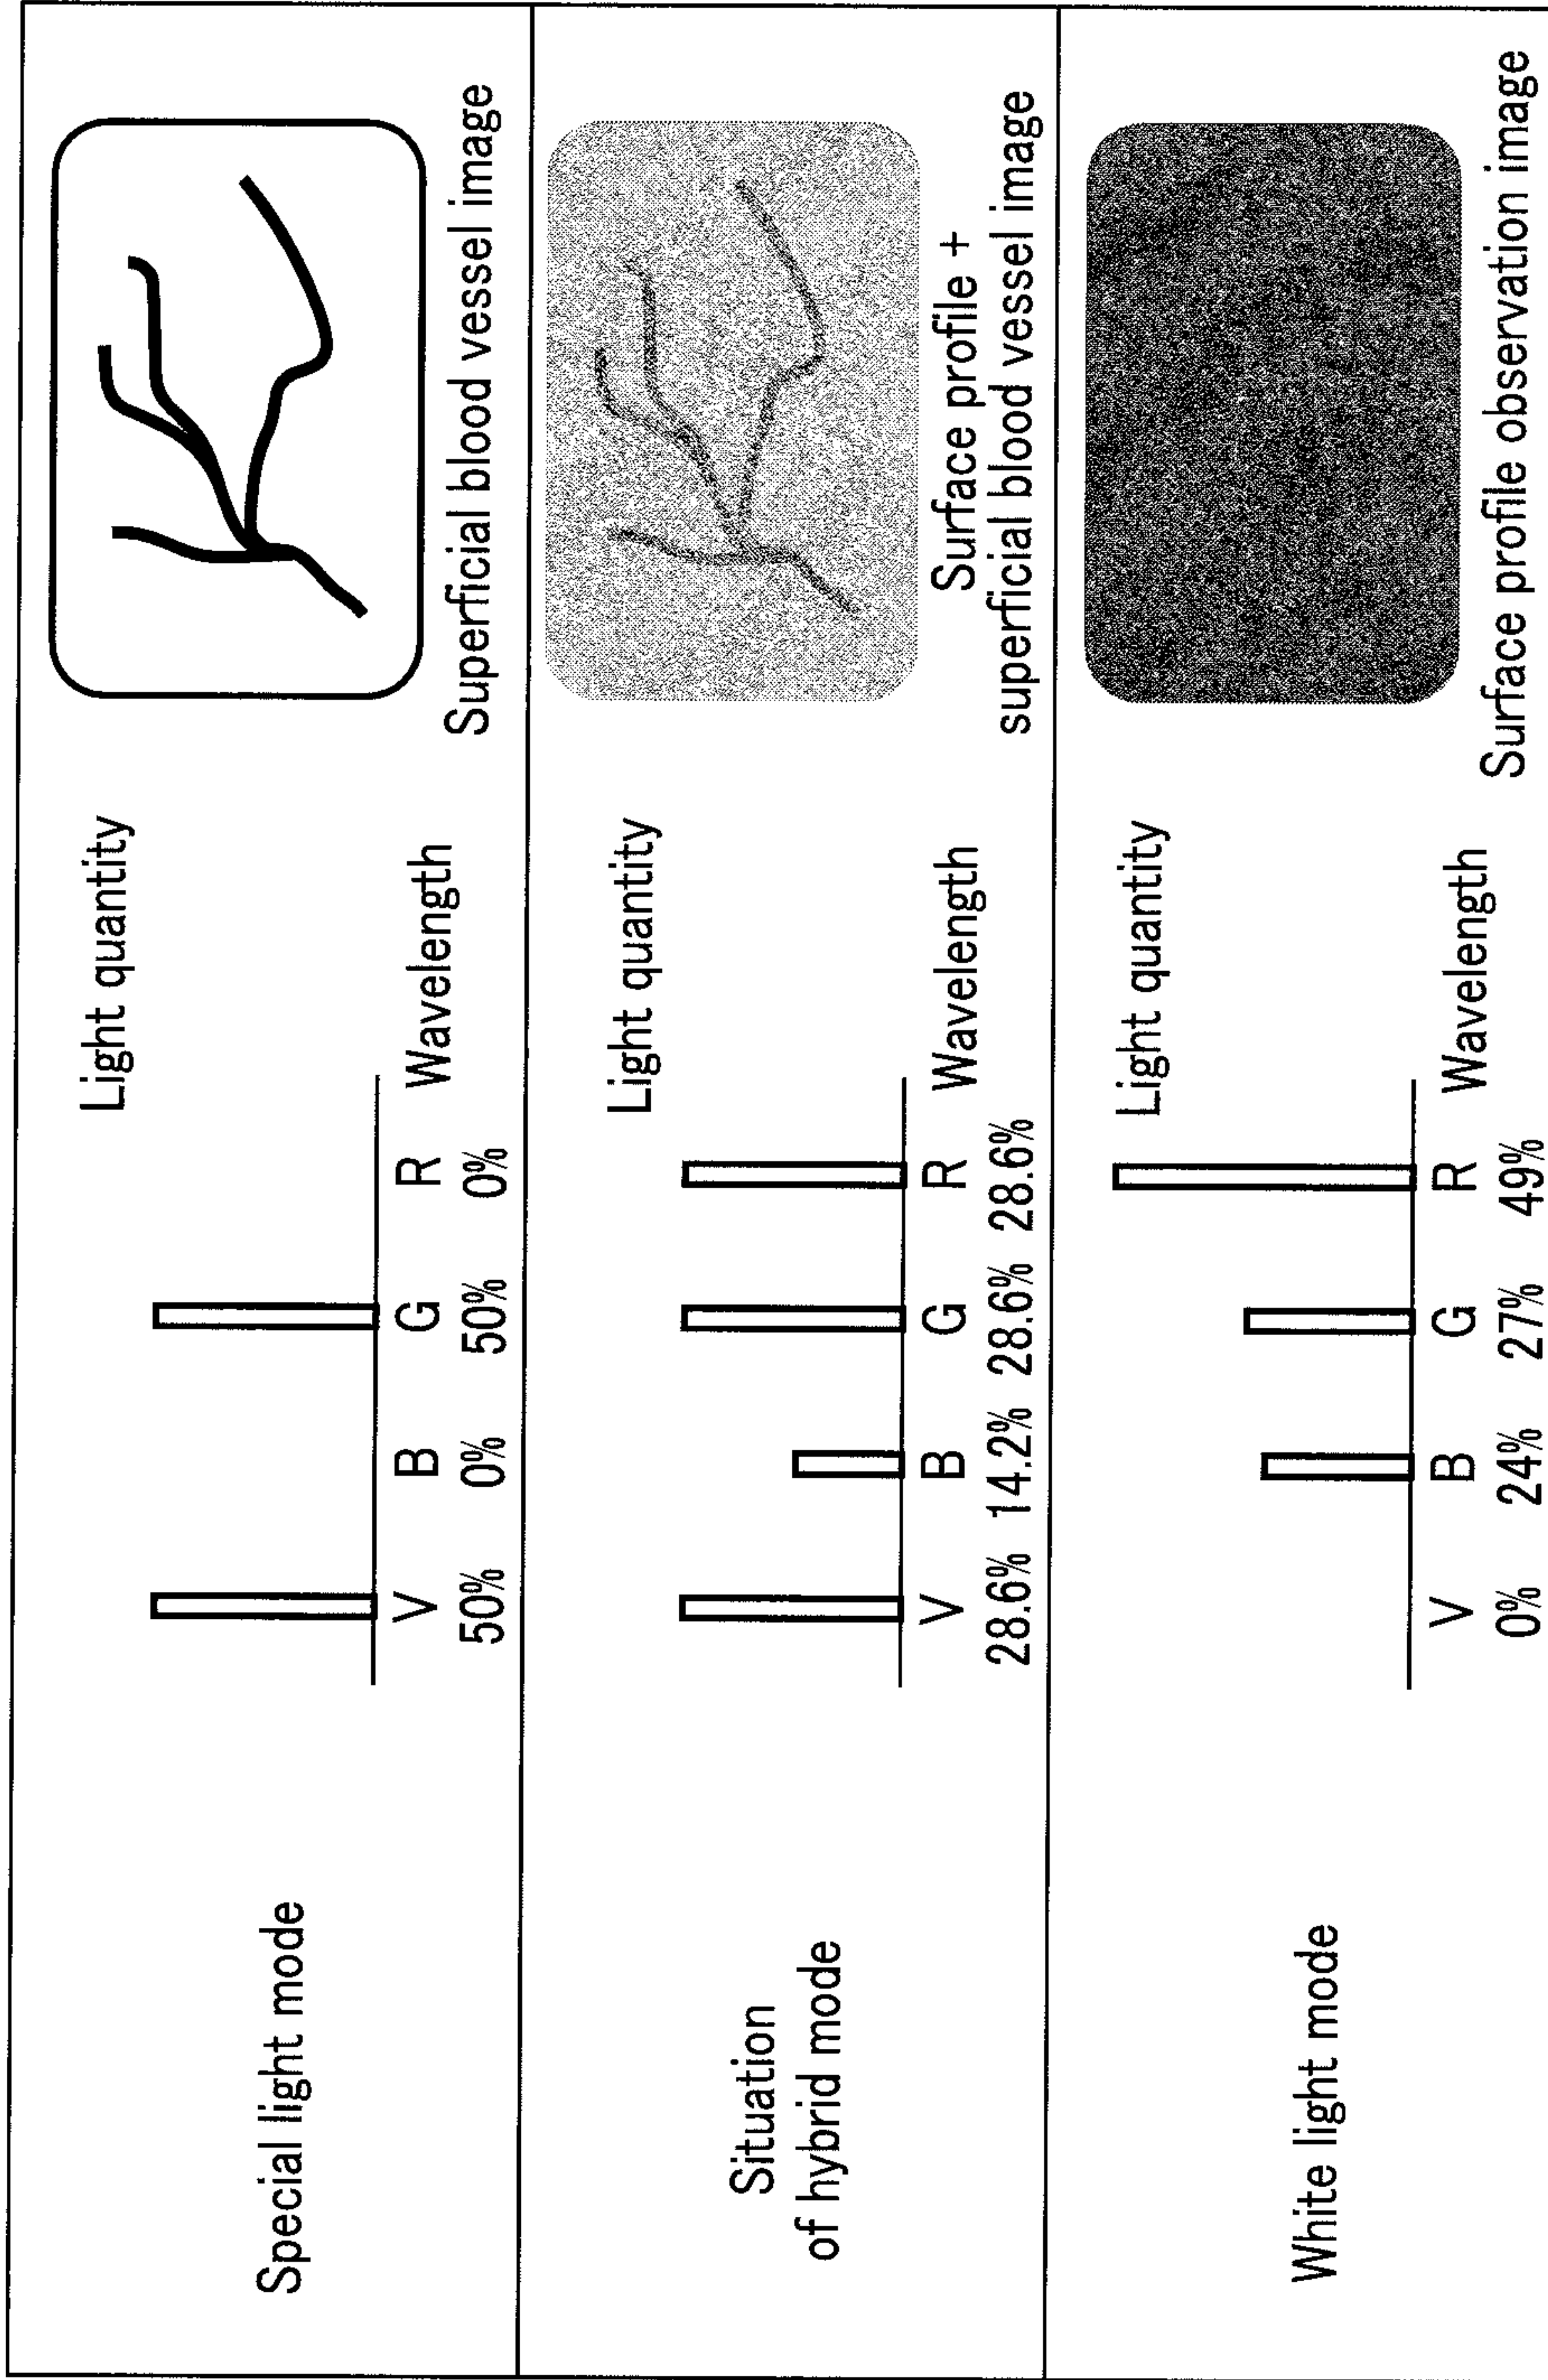 Special light mode
Light quantity
V B G R Wavelength
50% 0% 50% 0%
Superficial blood vessel image
Situation
of hybrid mode
Light quantity
V B G R Wavelength
28.6% 14.2% 28.6% 28.6%
Surface profile +
superficial blood vessel image
White light mode
Light quantity
V B G R Wavelength
0% 24% 27% 49%
Surface profile observation image